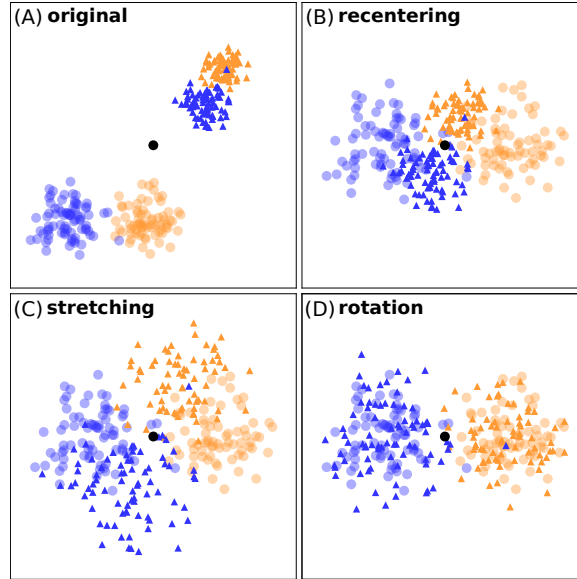 (A) original
(B) recentering
(C) stretching
(D) rotation